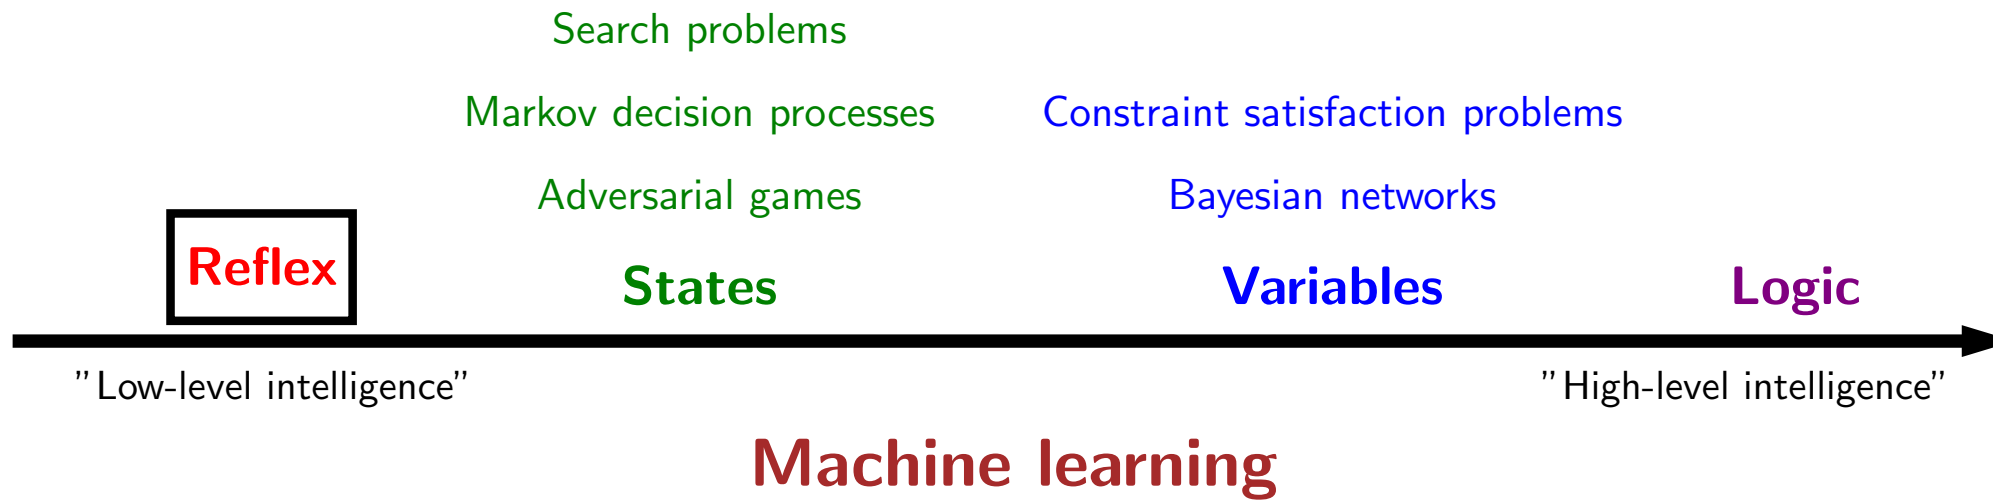 Search problems
Markov decision processes
Constraint satisfaction problems
Adversarial games
Bayesian networks
Reflex
States
Variables
Logic
"Low-level intelligence"
"High-level intelligence"
Machine learning